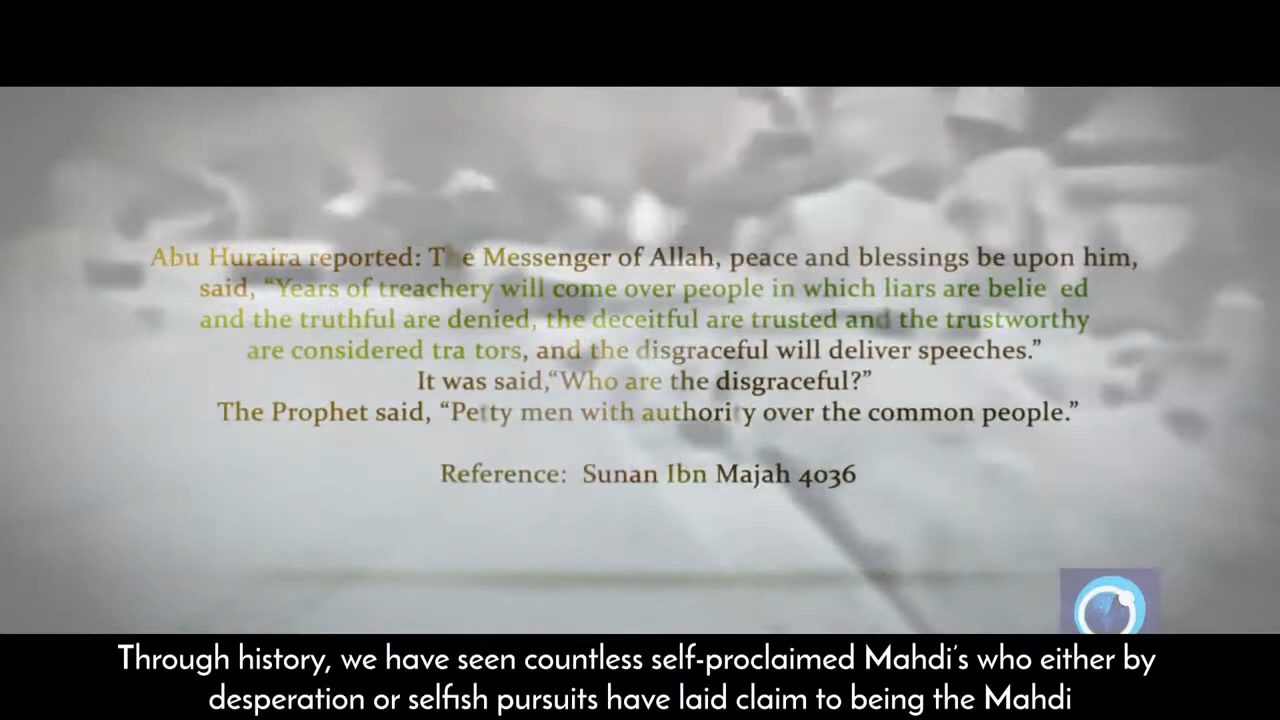 Abu Huraira reported: The Messenger of Allah, peace and blessings be upon him,
said, “Years of treachery will come over people in which liars are belie ed
and the truthful are denied, the deceitful are trusted and the trustworthy
are considered tra tors, and the disgraceful will deliver speeches.”
It was said,“Who are the disgraceful?”
The Prophet said, “Petty men with authority over the common people.”
Reference: Sunan Ibn Majah 4036
Through history, we have seen countless self-proclaimed Mahdi's who either by
desperation or selfish pursuits have laid claim to being the Mahdi